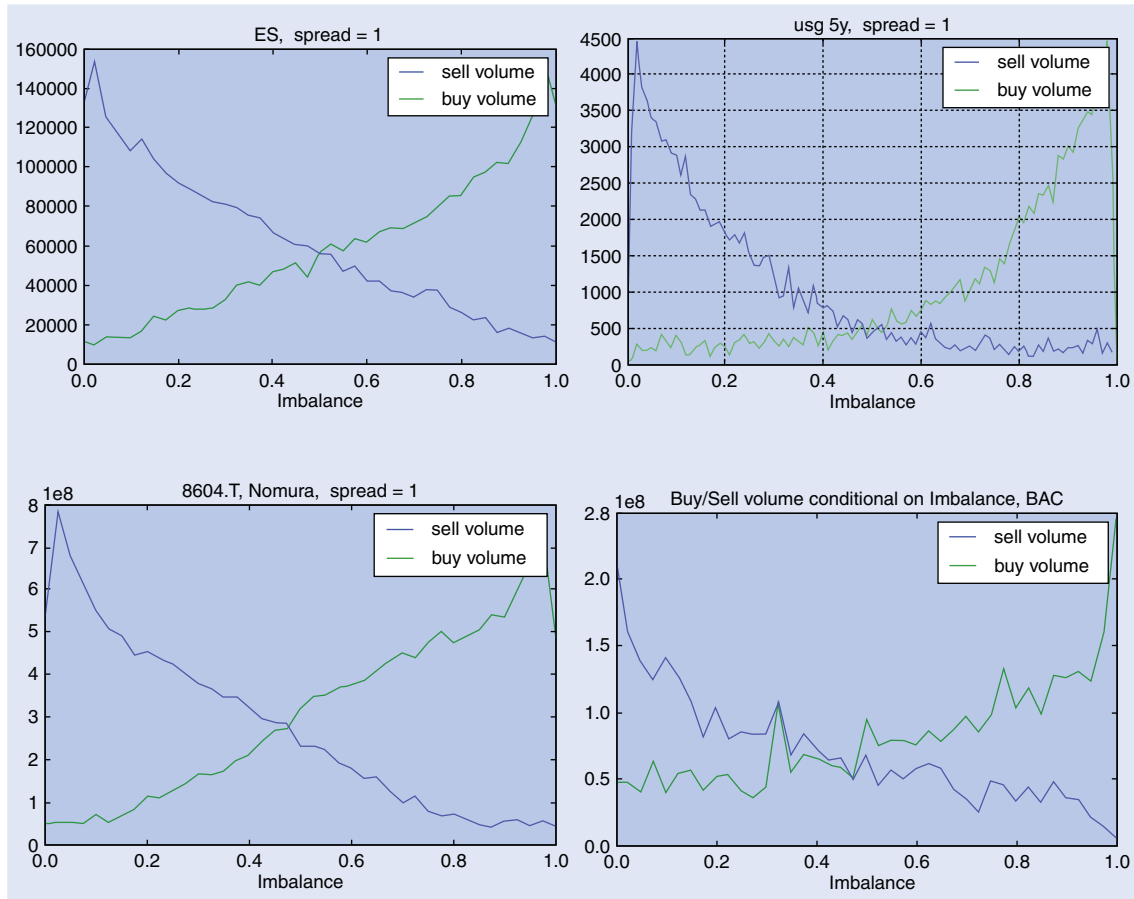 ES, spread = 1
160000
140000
120000
100000
80000
60000
40000
20000
0
sell volume
buy volume
0.0 0.2 0.4 0.6 0.8 1.0
Imbalance
usg 5y, spread = 1
4500
4000
3500
3000
2500
2000
1500
1000
500
0
sell volume
buy volume
0.0 0.2 0.4 0.6 0.8 1.0
Imbalance
8604.T, Nomura, spread = 1
1e8
8
7
6
5
4
3
2
1
0
sell volume
buy volume
0.0 0.2 0.4 0.6 0.8 1.0
Imbalance
Buy/Sell volume conditional on Imbalance, BAC
1e8
2.8
2.0
1.5
1.0
0.5
0.0
sell volume
buy volume
0.0 0.2 0.4 0.6 0.8 1.0
Imbalance